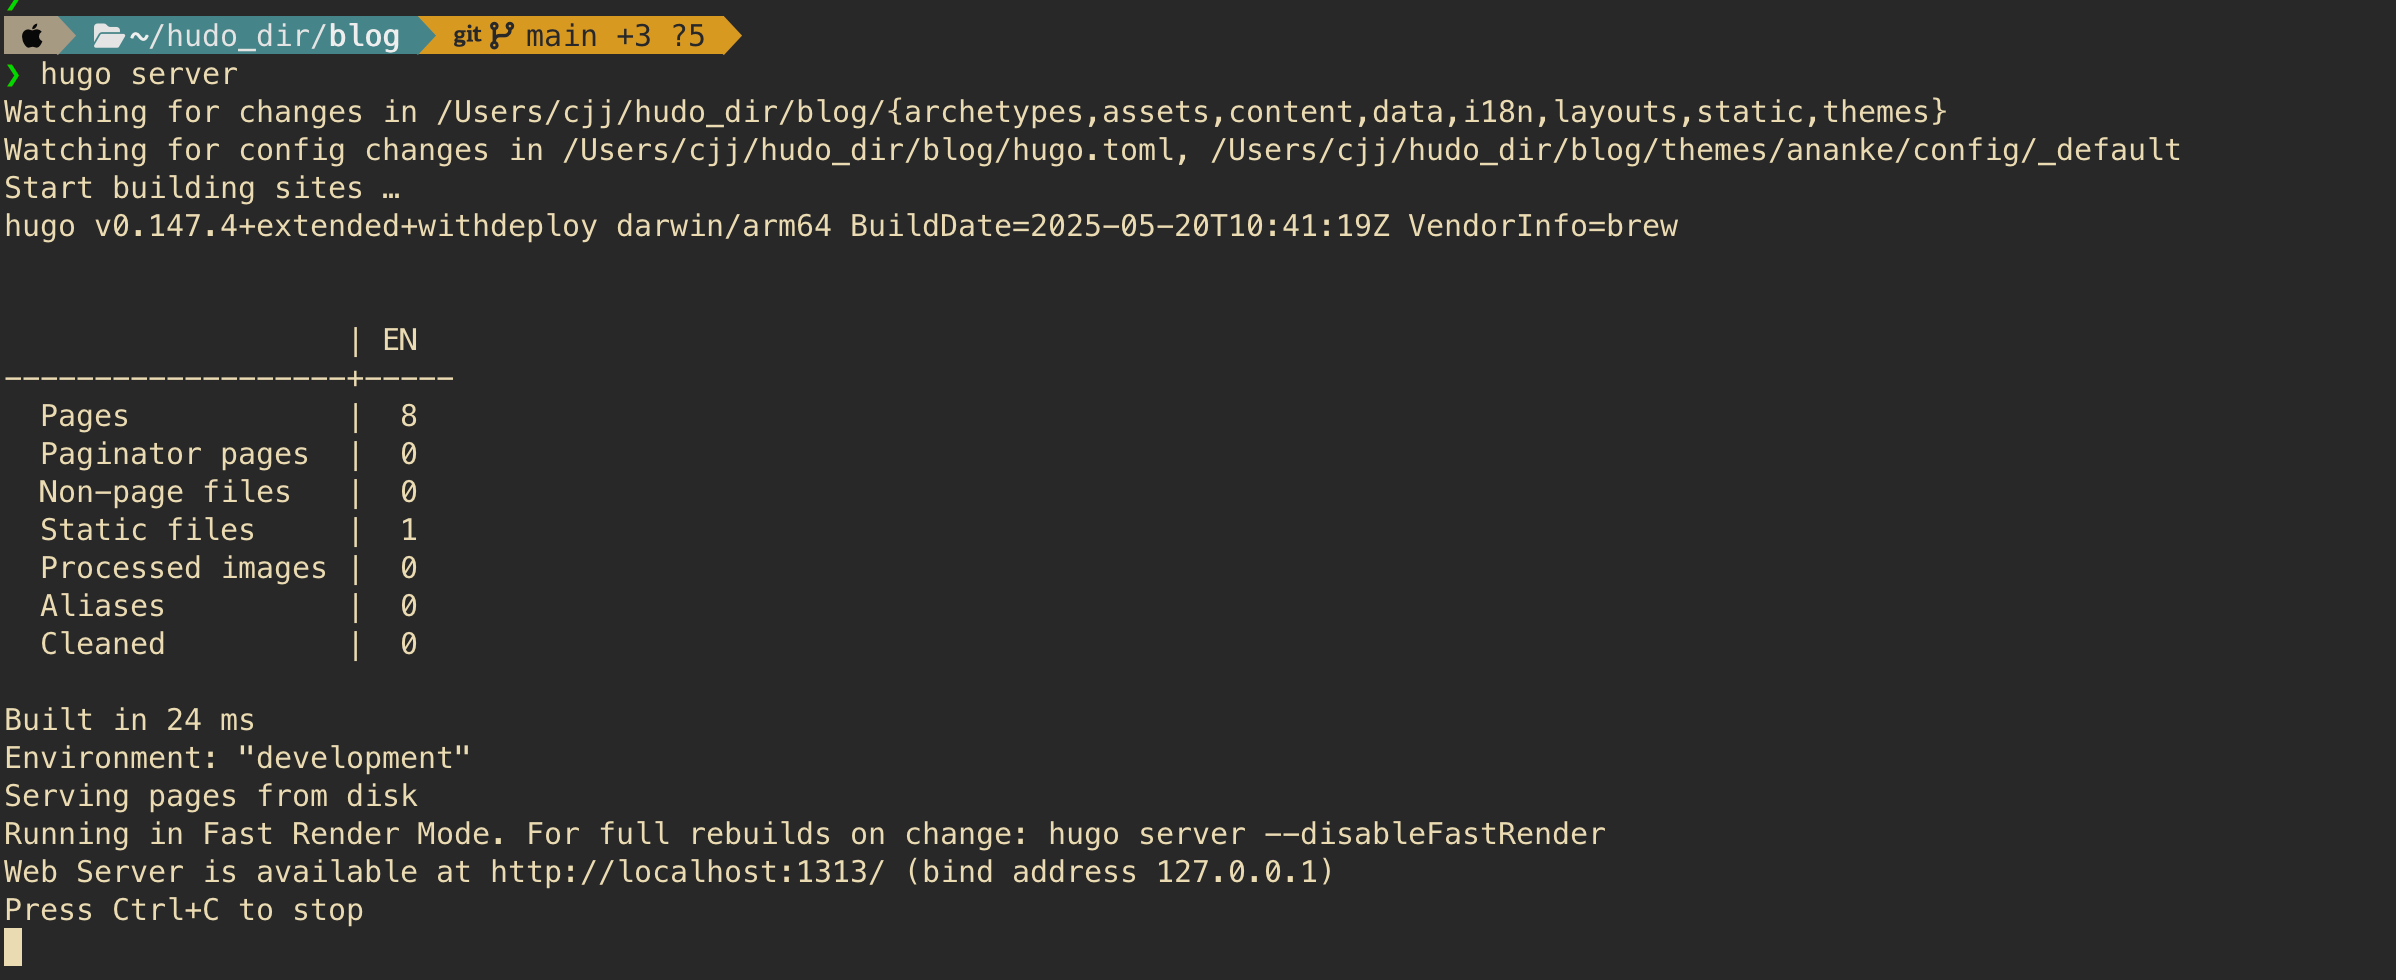 ~/hudo_dir/blog git main +3 ?5
❯ hugo server
Watching for changes in /Users/cjj/hudo_dir/blog/{archetypes,assets,content,data,i18n,layouts,static,themes}
Watching for config changes in /Users/cjj/hudo_dir/blog/hugo.toml, /Users/cjj/hudo_dir/blog/themes/ananke/config/_default
Start building sites …
hugo v0.147.4+extended+withdeploy darwin/arm64 BuildDate=2025-05-20T10:41:19Z VendorInfo=brew
                   | EN
-------------------+-----
  Pages            |  8
  Paginator pages  |  0
  Non-page files   |  0
  Static files     |  1
  Processed images |  0
  Aliases          |  0
  Cleaned          |  0
Built in 24 ms
Environment: "development"
Serving pages from disk
Running in Fast Render Mode. For full rebuilds on change: hugo server --disableFastRender
Web Server is available at http://localhost:1313/ (bind address 127.0.0.1)
Press Ctrl+C to stop